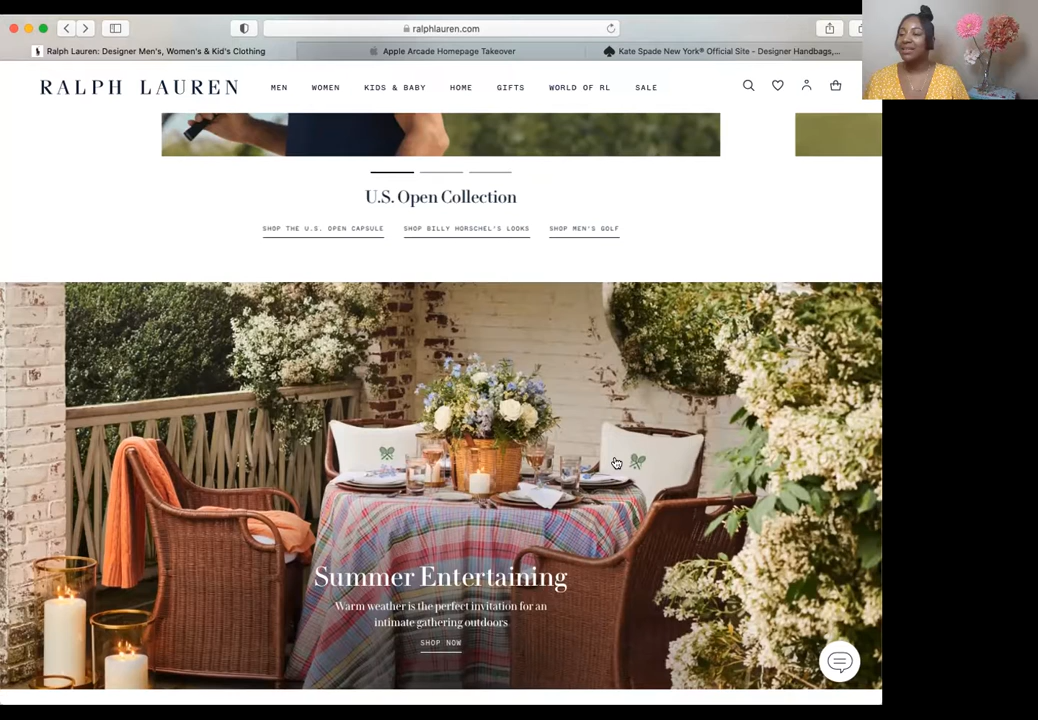 ralphlauren.com
Ralph Lauren: Designer Men's, Women's & Kid's Clothing
Apple Arcade Homepage Takeover
Kate Spade New York® Official Site - Designer Handbags,...
RALPH LAUREN
MEN WOMEN KIDS & BABY HOME GIFTS WORLD OF RL SALE
U.S. Open Collection
SHOP THE U.S. OPEN CAPSULE SHOP BILLY HORSCHEL'S LOOKS SHOP MEN'S GOLF
Summer Entertaining
Warm weather is the perfect invitation for an
intimate gathering outdoors
SHOP NOW